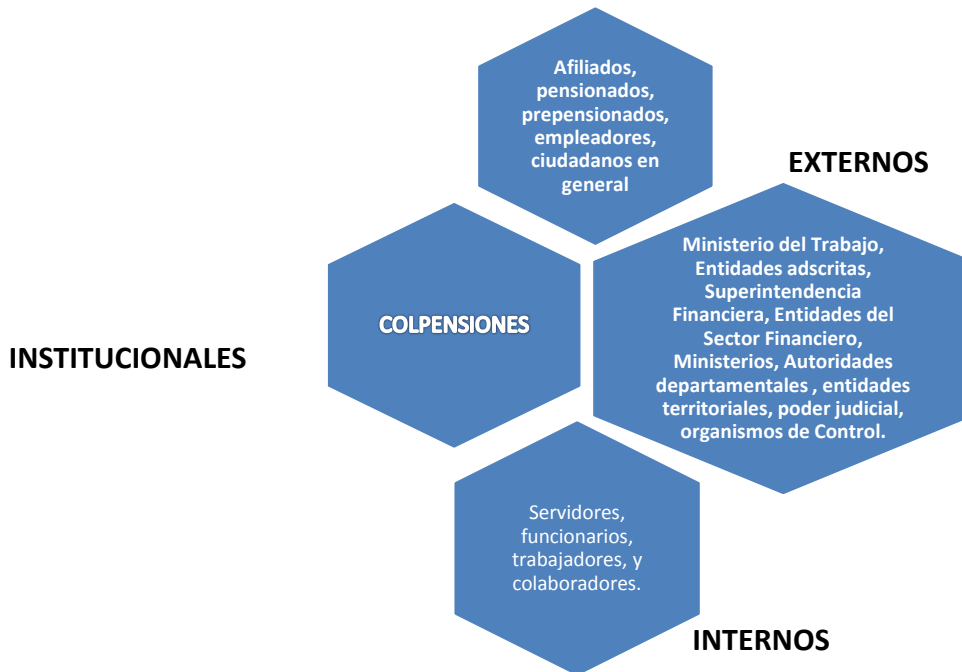 Afiliados,
pensionados,
prepensionados,
empleadores,
ciudadanos en
general
EXTERNOS
Ministerio del Trabajo,
Entidades adscritas,
Superintendencia
Financiera, Entidades del
Sector Financiero,
Ministerios, Autoridades
departamentales , entidades
territoriales, poder judicial,
organismos de Control.
COLPENSIONES
INSTITUCIONALES
Servidores,
funcionarios,
trabajadores, y
colaboradores.
INTERNOS